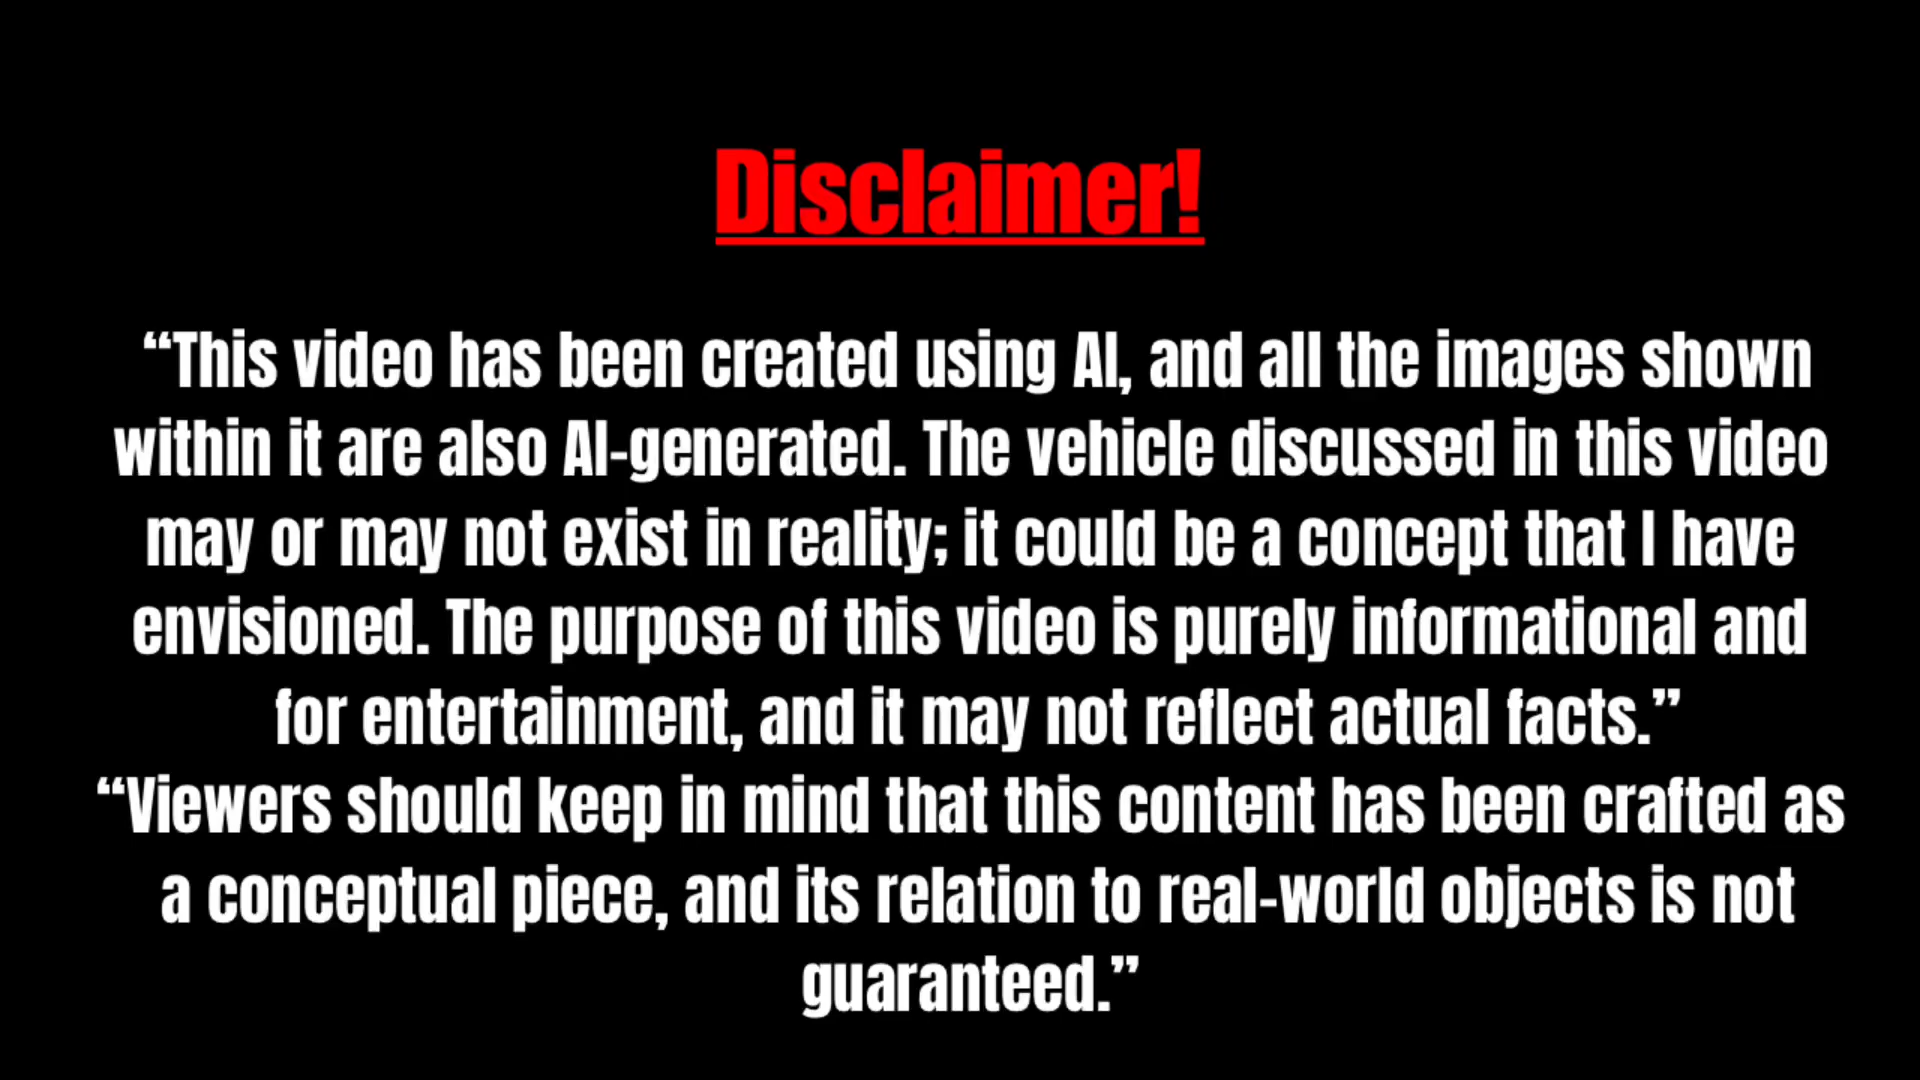 Disclaimer!
“This video has been created using AI, and all the images shown
within it are also AI-generated. The vehicle discussed in this video
may or may not exist in reality; it could be a concept that I have
envisioned. The purpose of this video is purely informational and
for entertainment, and it may not reflect actual facts.”
“Viewers should keep in mind that this content has been crafted as
a conceptual piece, and its relation to real-world objects is not
guaranteed.”